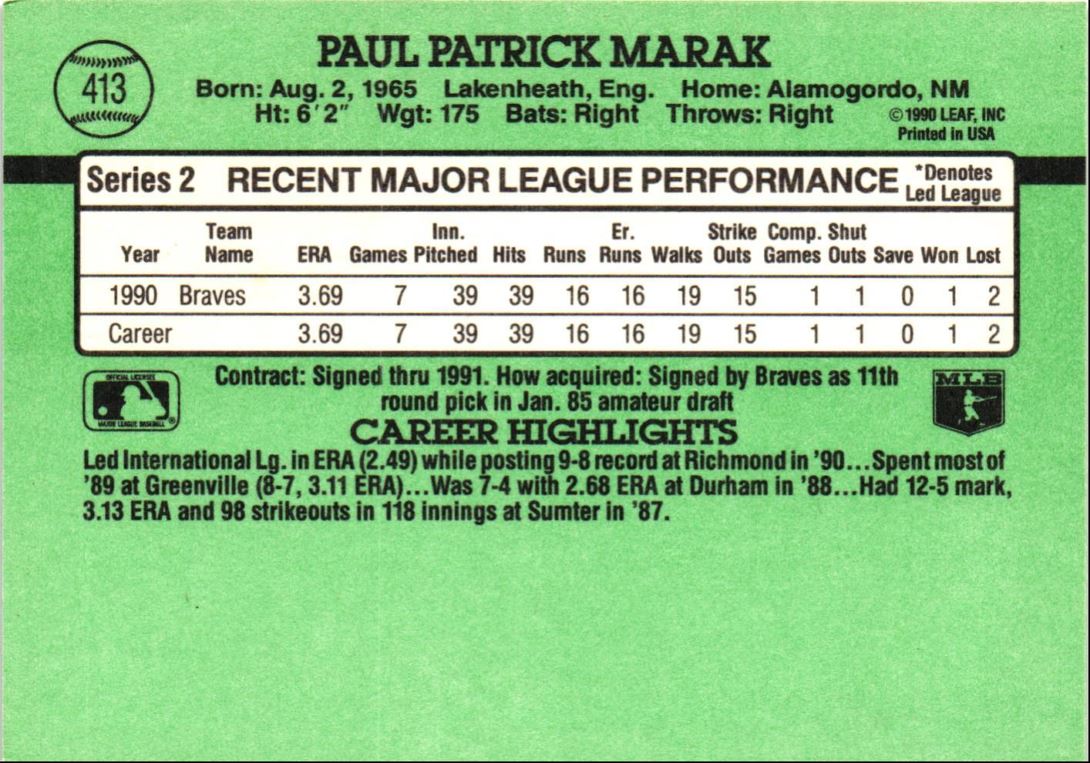 413
PAUL PATRICK MARAK
Born: Aug. 2, 1965 Lakenheath, Eng. Home: Alamogordo, NM
Ht: 6'2" Wgt: 175 Bats: Right Throws: Right
©1990 LEAF, INC
Printed in USA
Series 2 RECENT MAJOR LEAGUE PERFORMANCE *Denotes Led League
Year Team Name ERA Games Inn. Pitched Hits Runs Er. Runs Walks Strike Outs Comp. Games Shut Outs Save Won Lost
1990 Braves 3.69 7 39 39 16 16 19 15 1 1 0 1 2
Career 3.69 7 39 39 16 16 19 15 1 1 0 1 2
OFFICIAL LICENSEE
MAJOR LEAGUE BASEBALL
®
Contract: Signed thru 1991. How acquired: Signed by Braves as 11th
round pick in Jan. 85 amateur draft
MLB
CAREER HIGHLIGHTS
Led International Lg. in ERA (2.49) while posting 9-8 record at Richmond in '90...Spent most of
'89 at Greenville (8-7, 3.11 ERA)...Was 7-4 with 2.68 ERA at Durham in '88...Had 12-5 mark,
3.13 ERA and 98 strikeouts in 118 innings at Sumter in '87.